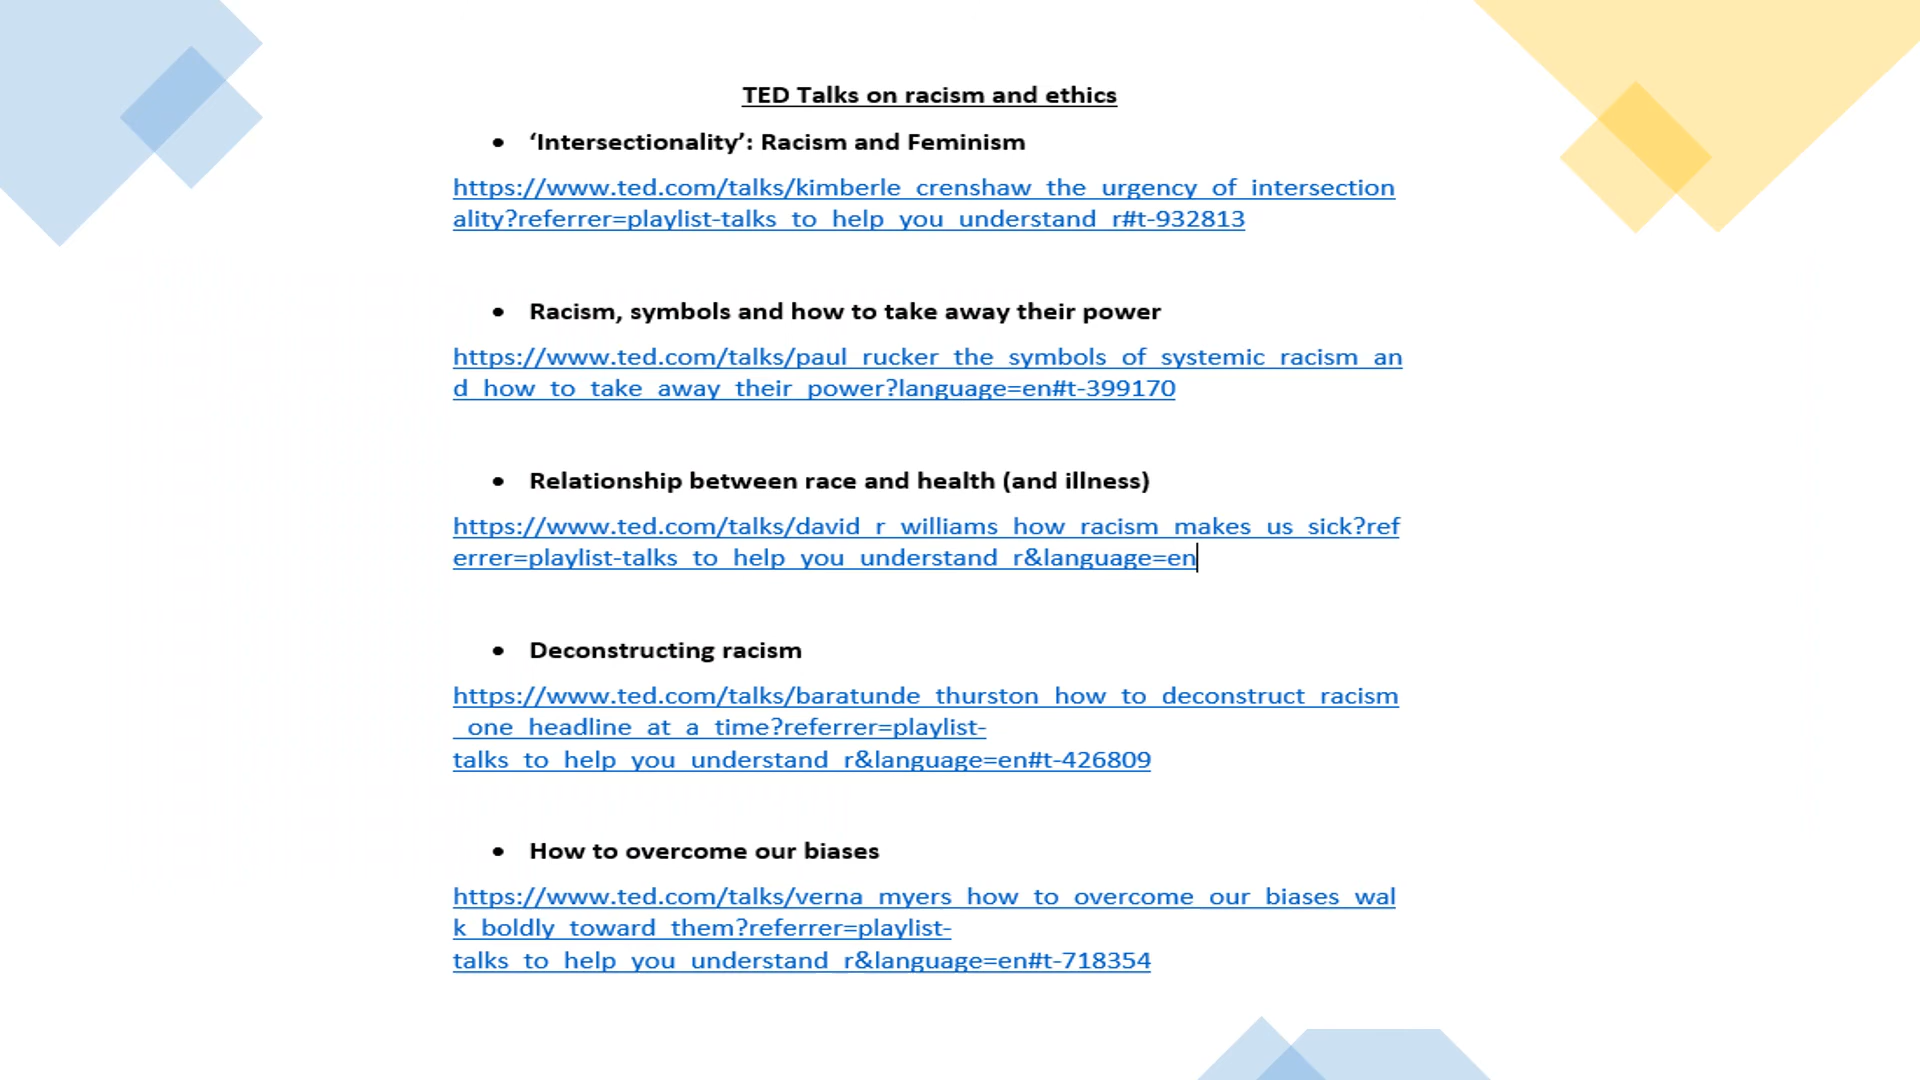 TED Talks on racism and ethics
• ‘Intersectionality’: Racism and Feminism
https://www.ted.com/talks/kimberle_crenshaw_the_urgency_of_intersection
ality?referrer=playlist-talks_to_help_you_understand_r#t-932813
• Racism, symbols and how to take away their power
https://www.ted.com/talks/paul_rucker_the_symbols_of_systemic_racism_an
d_how_to_take_away_their_power?language=en#t-399170
• Relationship between race and health (and illness)
https://www.ted.com/talks/david_r_williams_how_racism_makes_us_sick?ref
errer=playlist-talks_to_help_you_understand_r&language=en
• Deconstructing racism
https://www.ted.com/talks/baratunde_thurston_how_to_deconstruct_racism
_one_headline_at_a_time?referrer=playlist-
talks_to_help_you_understand_r&language=en#t-426809
• How to overcome our biases
https://www.ted.com/talks/verna_myers_how_to_overcome_our_biases_wal
k_boldly_toward_them?referrer=playlist-
talks_to_help_you_understand_r&language=en#t-718354